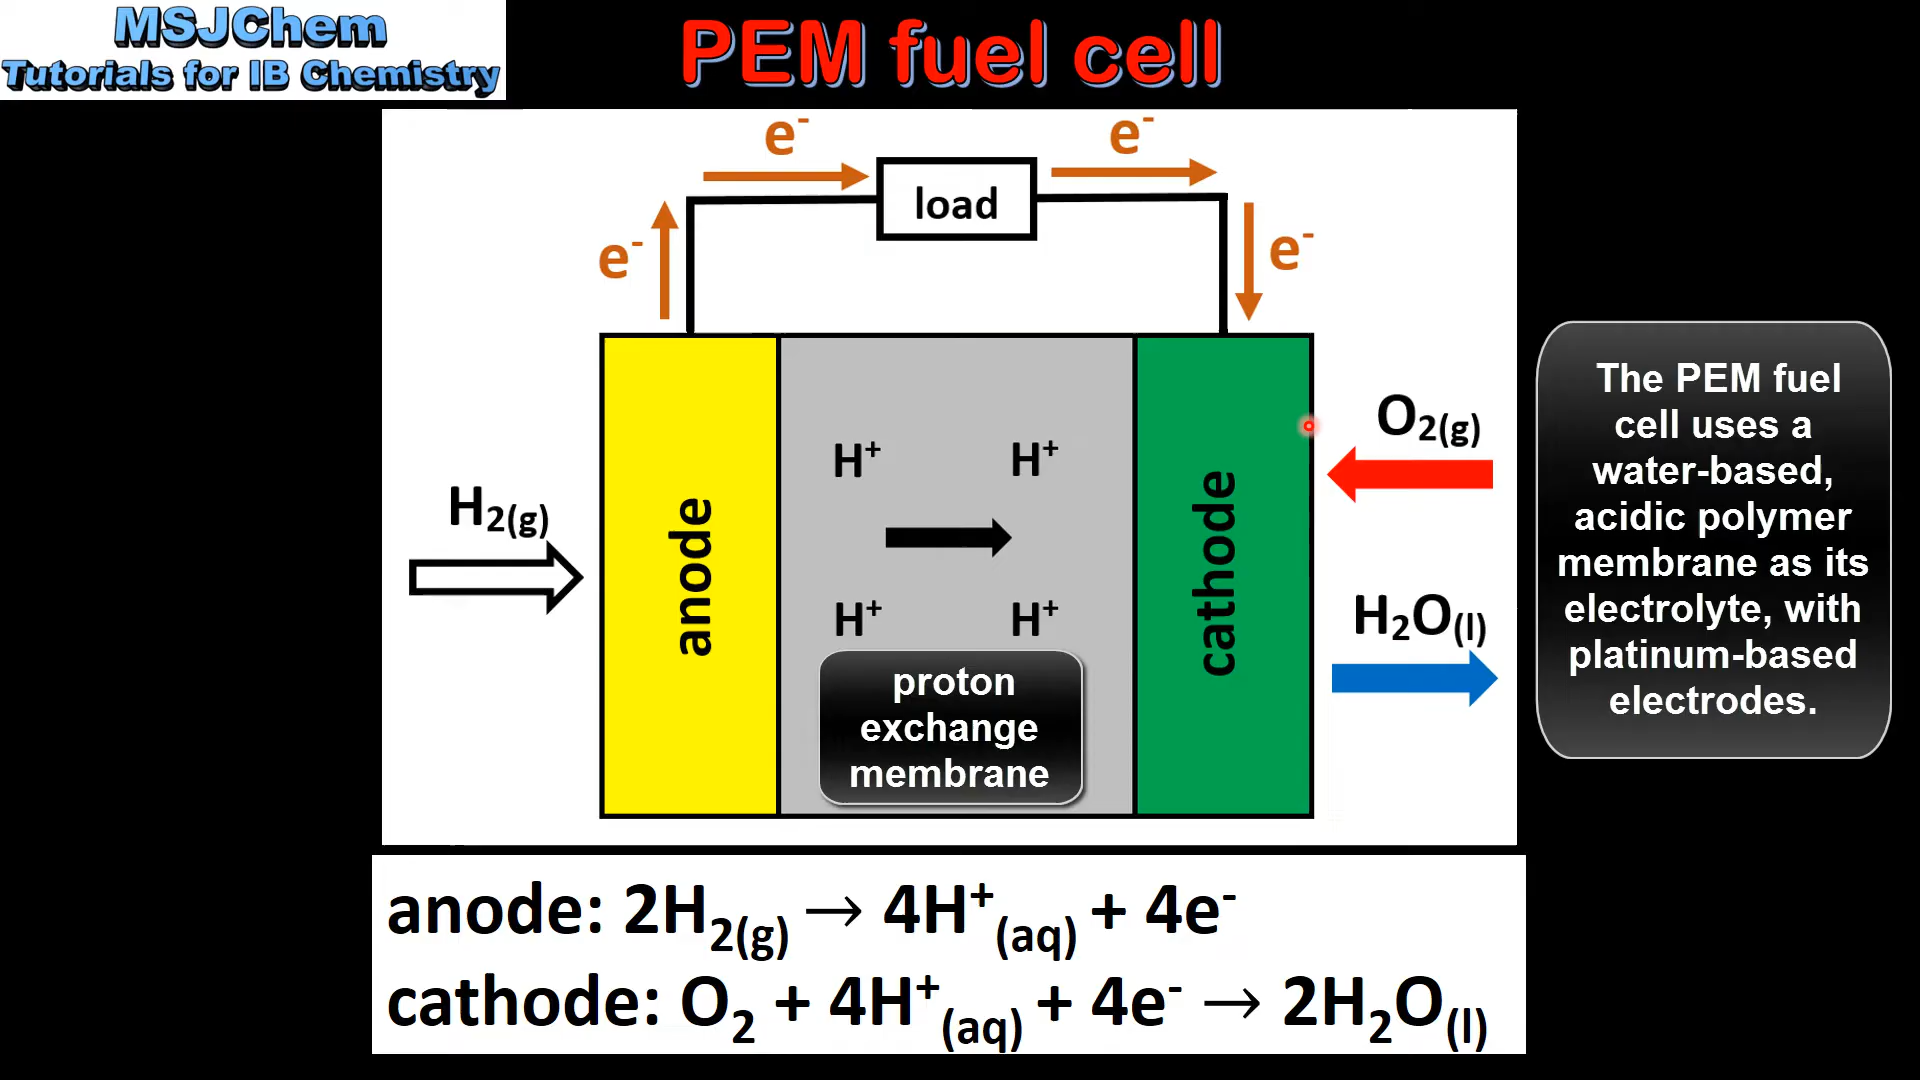 MSJChem
Tutorials for IB Chemistry
PEM fuel cell
e⁻
e⁻
load
e⁻
e⁻
H₂(g)
anode
H⁺
H⁺
H⁺
H⁺
proton
exchange
membrane
cathode
O₂(g)
H₂O(l)
The PEM fuel
cell uses a
water-based,
acidic polymer
membrane as its
electrolyte, with
platinum-based
electrodes.
anode: 2H₂(g) → 4H⁺(aq) + 4e⁻
cathode: O₂ + 4H⁺(aq) + 4e⁻ → 2H₂O(l)